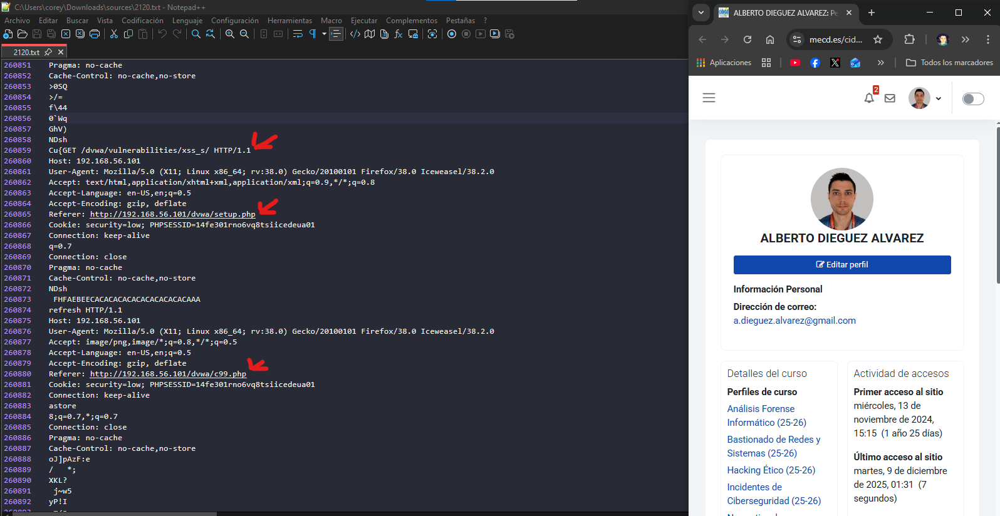 C:\Users\corey\Downloads\sources\2120.txt - Notepad++
Archivo Editar Buscar Vista Codificación Lenguaje Configuración Herramientas Macro Ejecutar Complementos Pestañas ?
2120.txt
260851 Pragma: no-cache
260852 Cache-Control: no-cache,no-store
260853 >0SQ
260854 >/=
260855 f\44
260856 0`Wq
260857 GhV)
260858 NDsh
260859 Cu{GET /dvwa/vulnerabilities/xss_s/ HTTP/1.1
260860 Host: 192.168.56.101
260861 User-Agent: Mozilla/5.0 (X11; Linux x86_64; rv:38.0) Gecko/20100101 Firefox/38.0 Iceweasel/38.2.0
260862 Accept: text/html,application/xhtml+xml,application/xml;q=0.9,*/*;q=0.8
260863 Accept-Language: en-US,en;q=0.5
260864 Accept-Encoding: gzip, deflate
260865 Referer: http://192.168.56.101/dvwa/setup.php
260866 Cookie: security=low; PHPSESSID=14fe301rno6vq8tsiicedeua01
260867 Connection: keep-alive
260868 q=0.7
260869 Connection: close
260870 Pragma: no-cache
260871 Cache-Control: no-cache,no-store
260872 NDsh
260873 FHFAEBEECACACACACACACACACACACAAA
260874 refresh HTTP/1.1
260875 Host: 192.168.56.101
260876 User-Agent: Mozilla/5.0 (X11; Linux x86_64; rv:38.0) Gecko/20100101 Firefox/38.0 Iceweasel/38.2.0
260877 Accept: image/png,image/*;q=0.8,*/*;q=0.5
260878 Accept-Language: en-US,en;q=0.5
260879 Accept-Encoding: gzip, deflate
260880 Referer: http://192.168.56.101/dvwa/c99.php
260881 Cookie: security=low; PHPSESSID=14fe301rno6vq8tsiicedeua01
260882 Connection: keep-alive
260883 astore
260884 8;q=0.7,*;q=0.7
260885 Connection: close
260886 Pragma: no-cache
260887 Cache-Control: no-cache,no-store
260888 oJ]pAzF:e
260889 / *;
260890 XKL?
260891 j~w5
260892 yP!I
ALBERTO DIEGUEZ ALVAREZ: Pe
mecd.es/cid...
Aplicaciones
Todos los marcadores
2
ALBERTO DIEGUEZ ALVAREZ
Editar perfil
Información Personal
Dirección de correo:
a.dieguez.alvarez@gmail.com
Detalles del curso
Perfiles de curso
Análisis Forense
Informático (25-26)
Bastionado de Redes y
Sistemas (25-26)
Hacking Ético (25-26)
Incidentes de
Ciberseguridad (25-26)
Actividad de accesos
Primer acceso al sitio
miércoles, 13 de
noviembre de 2024,
15:15 (1 año 25 días)
Último acceso al sitio
martes, 9 de diciembre
de 2025, 01:31 (7
segundos)